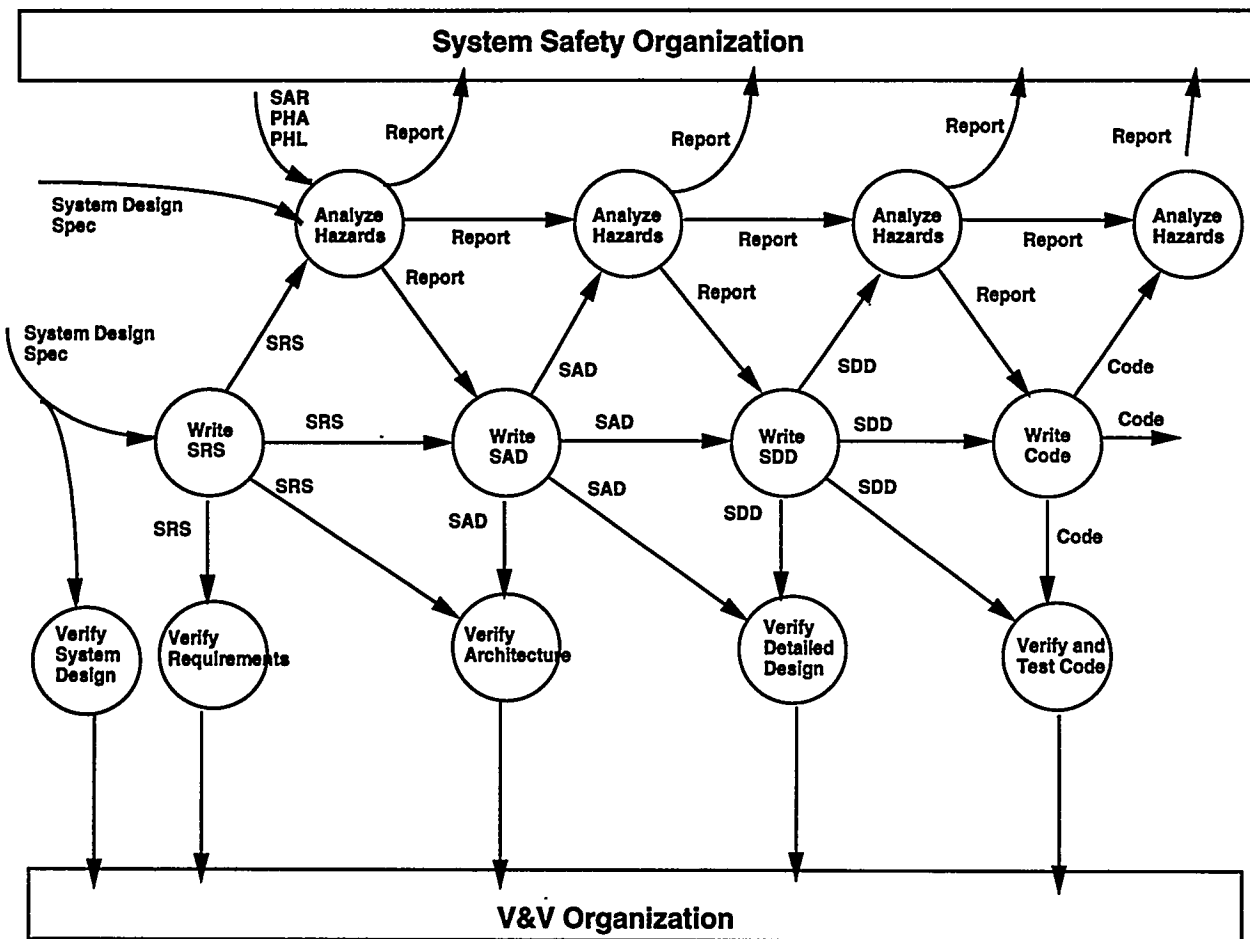 System Safety Organization
SAR
PHA
PHL
Report
Report
Report
Report
System Design
Spec
Analyze
Hazards
Report
Analyze
Hazards
Report
Analyze
Hazards
Report
Analyze
Hazards
Report
Report
Report
System Design
Spec
SRS
SAD
SDD
Code
Write
SRS
SRS
Write
SAD
SAD
Write
SDD
SDD
Write
Code
Code
SRS
SAD
SDD
SRS
SAD
SDD
Code
Verify
System
Design
Verify
Requirements
Verify
Architecture
Verify
Detailed
Design
Verify and
Test Code
V&V Organization